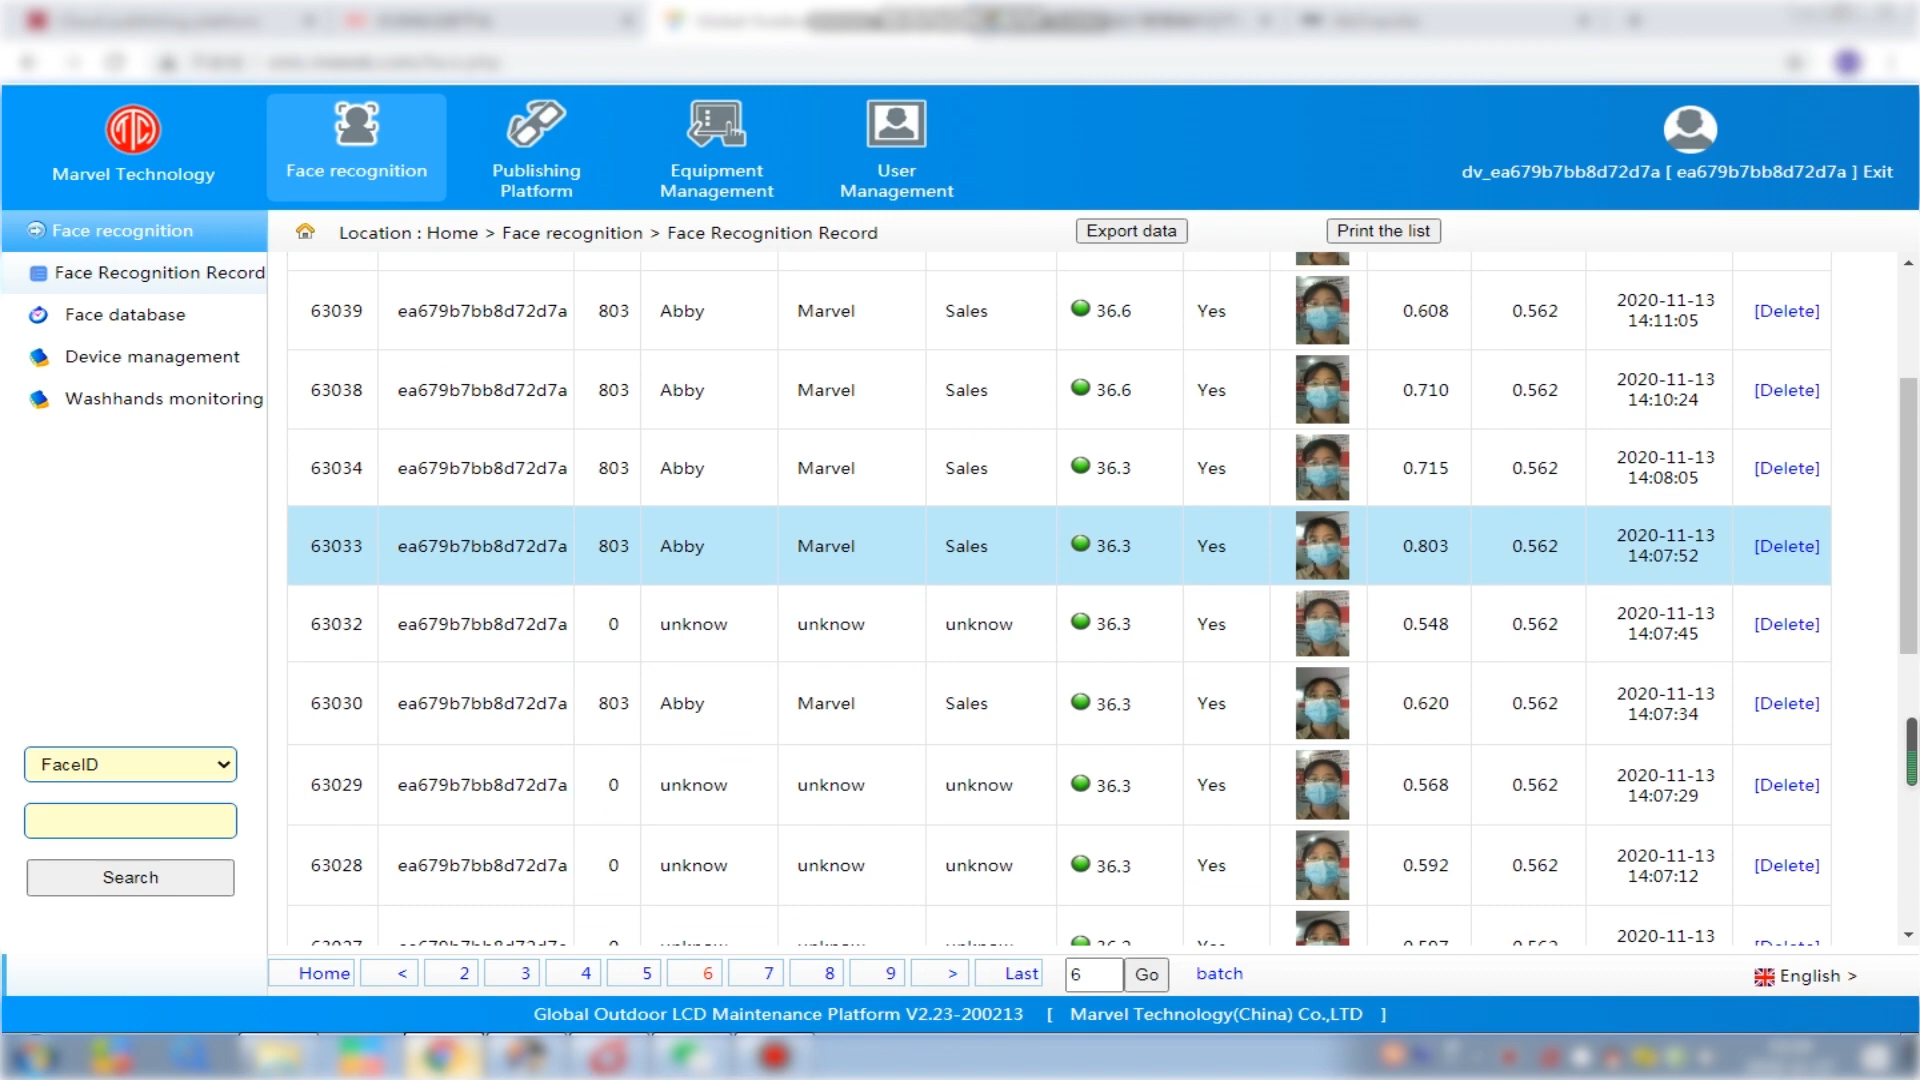 Marvel Technology
Face recognition
Publishing Platform
Equipment Management
User Management
dv_ea679b7bb8d72d7a [ ea679b7bb8d72d7a ] Exit
Face recognition
Location : Home > Face recognition > Face Recognition Record
Export data
Print the list
Face Recognition Record
Face database
Device management
Washhands monitoring
FaceID
Search
63039 ea679b7bb8d72d7a 803 Abby Marvel Sales 36.6 Yes 0.608 0.562 2020-11-13 14:11:05 [Delete]
63038 ea679b7bb8d72d7a 803 Abby Marvel Sales 36.6 Yes 0.710 0.562 2020-11-13 14:10:24 [Delete]
63034 ea679b7bb8d72d7a 803 Abby Marvel Sales 36.3 Yes 0.715 0.562 2020-11-13 14:08:05 [Delete]
63033 ea679b7bb8d72d7a 803 Abby Marvel Sales 36.3 Yes 0.803 0.562 2020-11-13 14:07:52 [Delete]
63032 ea679b7bb8d72d7a 0 unknow unknow unknow 36.3 Yes 0.548 0.562 2020-11-13 14:07:45 [Delete]
63030 ea679b7bb8d72d7a 803 Abby Marvel Sales 36.3 Yes 0.620 0.562 2020-11-13 14:07:34 [Delete]
63029 ea679b7bb8d72d7a 0 unknow unknow unknow 36.3 Yes 0.568 0.562 2020-11-13 14:07:29 [Delete]
63028 ea679b7bb8d72d7a 0 unknow unknow unknow 36.3 Yes 0.592 0.562 2020-11-13 14:07:12 [Delete]
2020-11-13
Home < 2 3 4 5 6 7 8 9 > Last 6 Go batch
English >
Global Outdoor LCD Maintenance Platform V2.23-200213 [ Marvel Technology(China) Co.,LTD ]